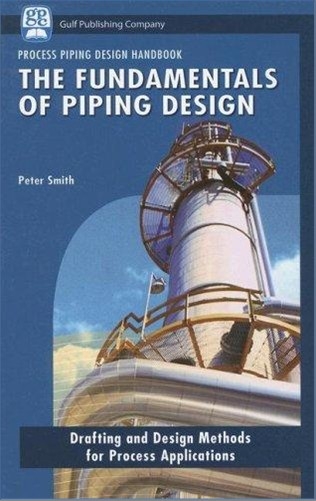 gp
pc
Gulf Publishing Company
PROCESS PIPING DESIGN HANDBOOK
THE FUNDAMENTALS
OF PIPING DESIGN
Peter Smith
Drafting and Design Methods
for Process Applications